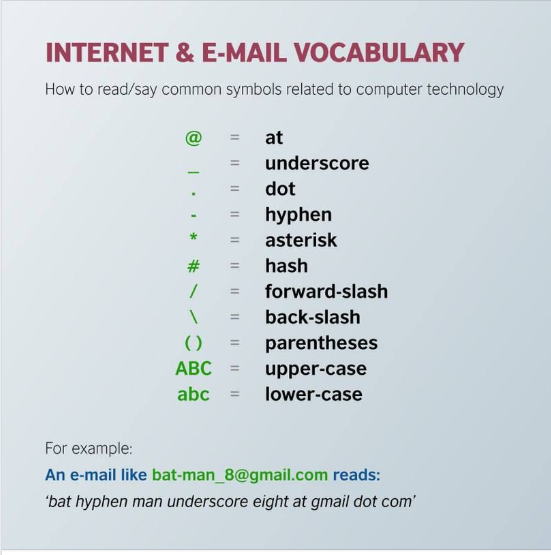 INTERNET & E-MAIL VOCABULARY
How to read/say common symbols related to computer technology
@ = at
_ = underscore
. = dot
- = hyphen
* = asterisk
# = hash
/ = forward-slash
\ = back-slash
() = parentheses
ABC = upper-case
abc = lower-case
For example:
An e-mail like bat-man_8@gmail.com reads:
‘bat hyphen man underscore eight at gmail dot com’